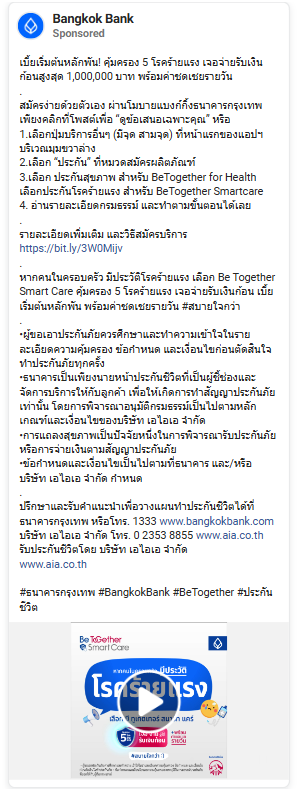 Bangkok Bank
Sponsored
เบี้ยเริ่มต้นหลักพัน! คุ้มครอง 5 โรคร้ายแรง เจอจ่ายรับเงิน
ก้อนสูงสุด 1,000,000 บาท พร้อมค่าชดเชยรายวัน
.
สมัครง่ายด้วยตัวเอง ผ่านโมบายแบงก์กิ้งธนาคารกรุงเทพ
เพียงคลิกที่โพสต์เพื่อ "ดูข้อเสนอเฉพาะคุณ" หรือ
1.เลือกปุ่มบริการอื่นๆ (มีจุด สามจุด) ที่หน้าแรกของแอปฯ
บริเวณมุมขวาล่าง
2.เลือก "ประกัน" ที่หมวดสมัครผลิตภัณฑ์
3.เลือก ประกันสุขภาพ สำหรับ BeTogether for Health
เลือกประกันโรคร้ายแรง สำหรับ BeTogether Smartcare
4. อ่านรายละเอียดกรมธรรม์ และทำตามขั้นตอนได้เลย
.
รายละเอียดเพิ่มเติม และวิธีสมัครบริการ
https://bit.ly/3W0Mijv
.
หากคนในครอบครัว มีประวัติโรคร้ายแรง เลือก Be Together
Smart Care คุ้มครอง 5 โรคร้ายแรง เจอจ่ายรับเงินก้อน เบี้ย
เริ่มต้นหลักพัน พร้อมค่าชดเชยรายวัน #สบายใจกว่า
.
•ผู้ขอเอาประกันภัยควรศึกษาและทำความเข้าใจในราย
ละเอียดความคุ้มครอง ข้อกำหนด และเงื่อนไขก่อนตัดสินใจ
ทำประกันภัยทุกครั้ง
•ธนาคารเป็นเพียงนายหน้าประกันชีวิตที่เป็นผู้ชี้ช่องและ
จัดการบริการให้กับลูกค้า เพื่อให้เกิดการทำสัญญาประกันภัย
เท่านั้น โดยการพิจารณาอนุมัติกรมธรรม์เป็นไปตามหลัก
เกณฑ์และเงื่อนไขของบริษัท เอไอเอ จำกัด
•การแถลงสุขภาพเป็นปัจจัยหนึ่งในการพิจารณารับประกันภัย
หรือการจ่ายเงินตามสัญญาประกันภัย
•ข้อกำหนดและเงื่อนไขเป็นไปตามที่ธนาคาร และ/หรือ
บริษัท เอไอเอ จำกัด กำหนด
.
ปรึกษาและรับคำแนะนำเพื่อวางแผนทำประกันชีวิตได้ที่
ธนาคารกรุงเทพ หรือโทร. 1333 www.bangkokbank.com
บริษัท เอไอเอ จำกัด โทร. 0 2353 8855 www.aia.co.th
รับประกันชีวิตโดย บริษัท เอไอเอ จำกัด
www.aia.co.th
#ธนาคารกรุงเทพ #BangkokBank #BeTogether #ประกัน
ชีวิต
Be Together
Smart Care
หากคนในครอบครัว มีประวัติ
โรคร้ายแรง
#สบายใจกว่า
AIA